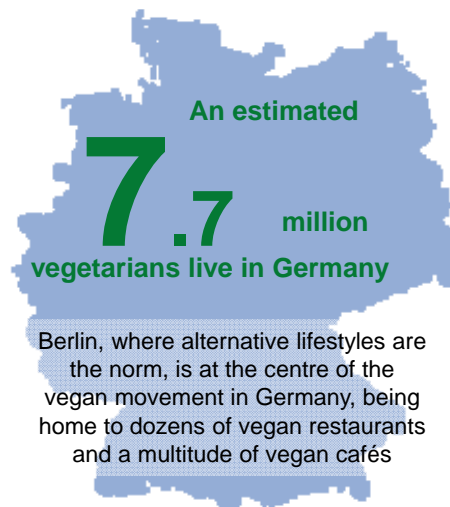 An estimated
7.7 million
vegetarians live in Germany
Berlin, where alternative lifestyles are
the norm, is at the centre of the
vegan movement in Germany, being
home to dozens of vegan restaurants
and a multitude of vegan cafés